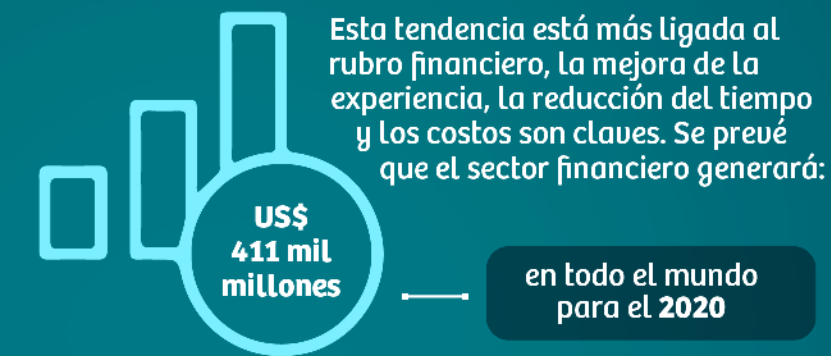 Esta tendencia está más ligada al
rubro financiero, la mejora de la
experiencia, la reducción del tiempo
y los costos son claves. Se prevé
que el sector financiero generará:
US$
411 mil
millones
en todo el mundo
para el 2020